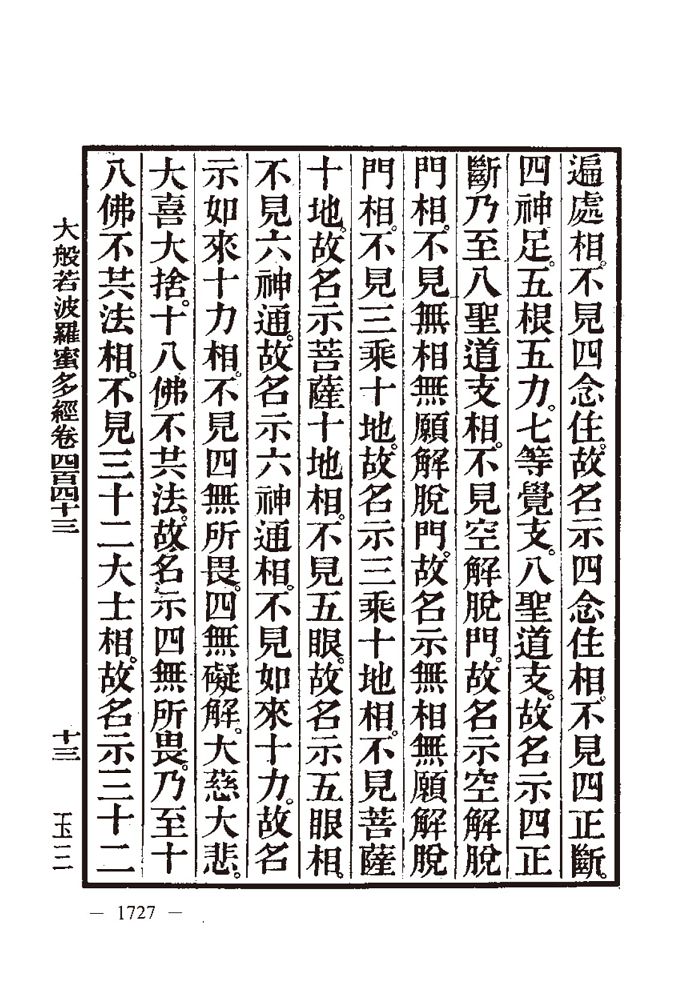 遍處相。不見四念住。故名示四念住相。不見四正斷。
四神足。五根五力。七等覺支。八聖道支。故名示四正
斷乃至八聖道支相。不見空解脫門。故名示空解脫
門相。不見無相無願解脫門。故名示無相無願解脫
門相。不見三乘十地。故名示三乘十地相。不見菩薩
十地。故名示菩薩十地相。不見五眼。故名示五眼相。
不見六神通。故名示六神通相。不見如來十力。故名
示如來十力相。不見四無所畏。四無礙解。大慈大悲。
大喜大捨。十八佛不共法。故名示四無所畏。乃至十
八佛不共法相。不見三十二大士相。故名示三十二
大般若波羅蜜多經卷四百四十三
十三
玉三
— 1727 —